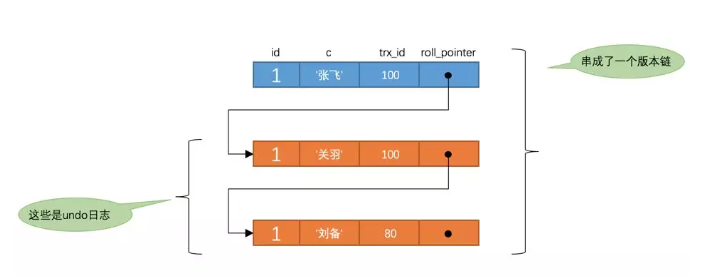 id c trx_id roll_pointer
串成了一个版本链
1 '张飞' 100
1 '关羽' 100
这些是undo日志
1 '刘备' 80